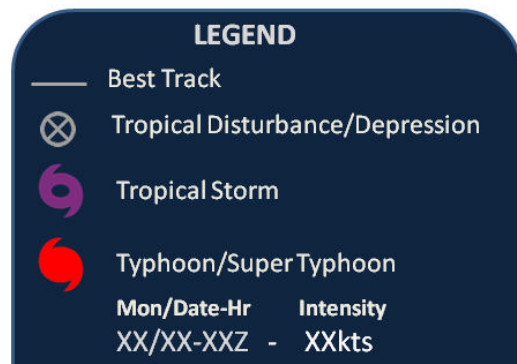 LEGEND
Best Track
Tropical Disturbance/Depression
Tropical Storm
Typhoon/Super Typhoon
Mon/Date-Hr Intensity
XX/XX-XXZ - XXkts